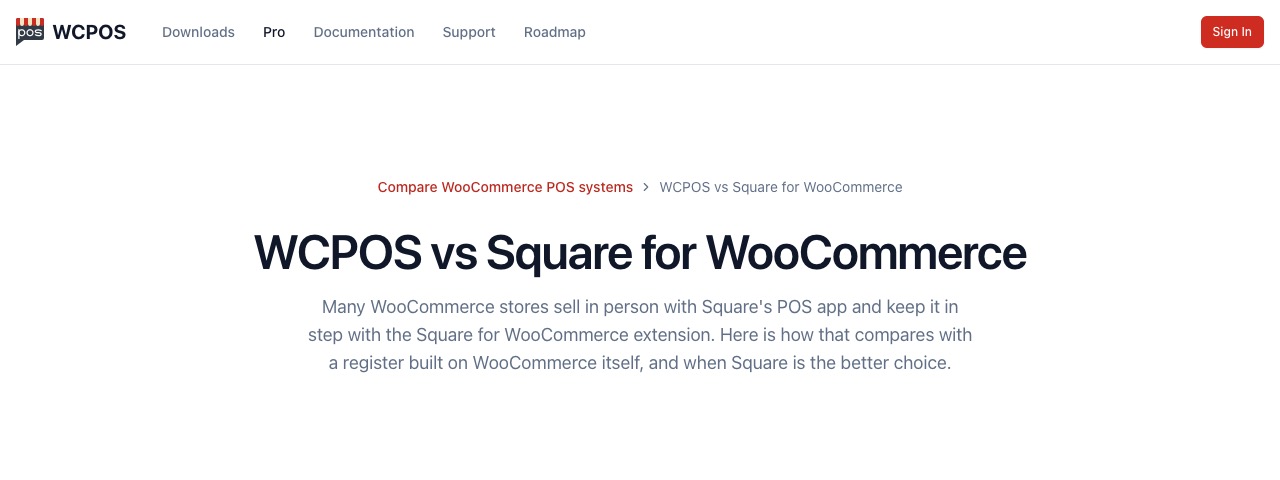 pos WCPOS Downloads Pro Documentation Support Roadmap Sign In
Compare WooCommerce POS systems > WCPOS vs Square for WooCommerce
WCPOS vs Square for WooCommerce
Many WooCommerce stores sell in person with Square's POS app and keep it in
step with the Square for WooCommerce extension. Here is how that compares with
a register built on WooCommerce itself, and when Square is the better choice.